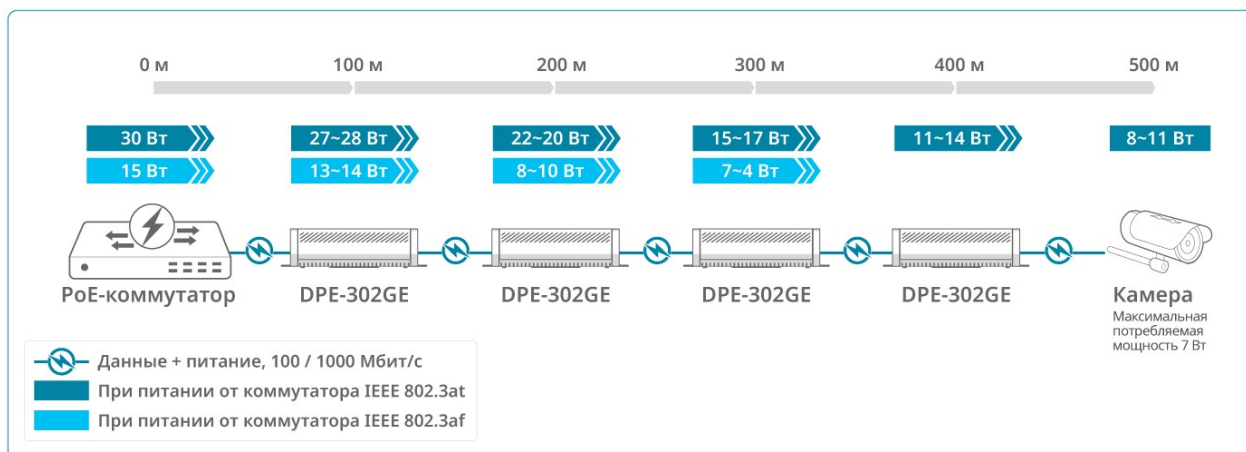 0 м 100 м 200 м 300 м 400 м 500 м
30 Вт 27~28 Вт 22~20 Вт 15~17 Вт 11~14 Вт 8~11 Вт
15 Вт 13~14 Вт 8~10 Вт 7~4 Вт
PoE-коммутатор DPE-302GE DPE-302GE DPE-302GE DPE-302GE Камера
Максимальная
потребляемая
мощность 7 Вт
Данные + питание, 100 / 1000 Мбит/с
При питании от коммутатора IEEE 802.3at
При питании от коммутатора IEEE 802.3af